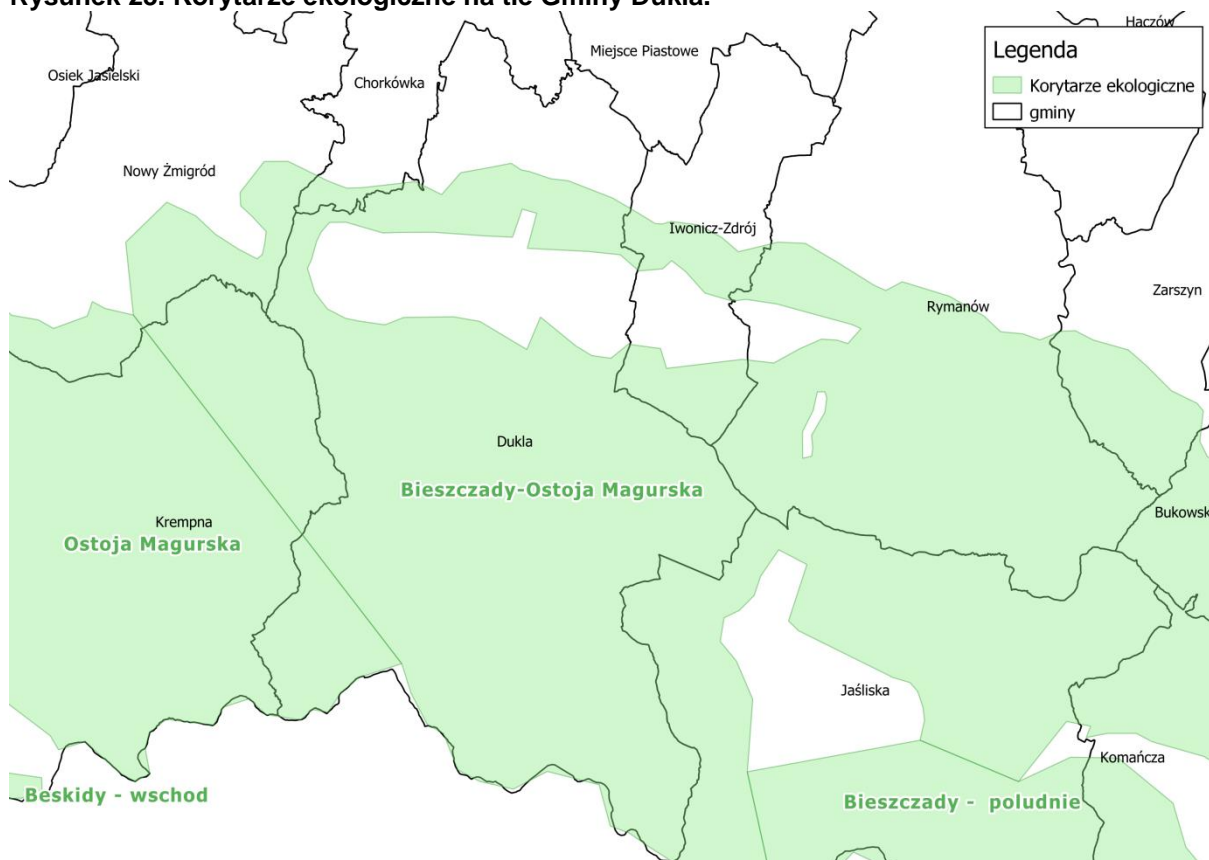 Rysunek 23. Korytarze ekologiczne na tle Gminy Dukla.
Haczów
Miejsce Piastowe
Legenda
Osiek Jasielski
Chorkówka
Korytarze ekologiczne
gminy
Nowy Żmigród
Iwonicz-Zdrój
Zarszyn
Rymanów
Dukla
Bieszczady-Ostoja Magurska
Bukowsk
Krempna
Ostoja Magurska
Jaśliska
Komańcza
Beskidy - wschod
Bieszczady - poludnie